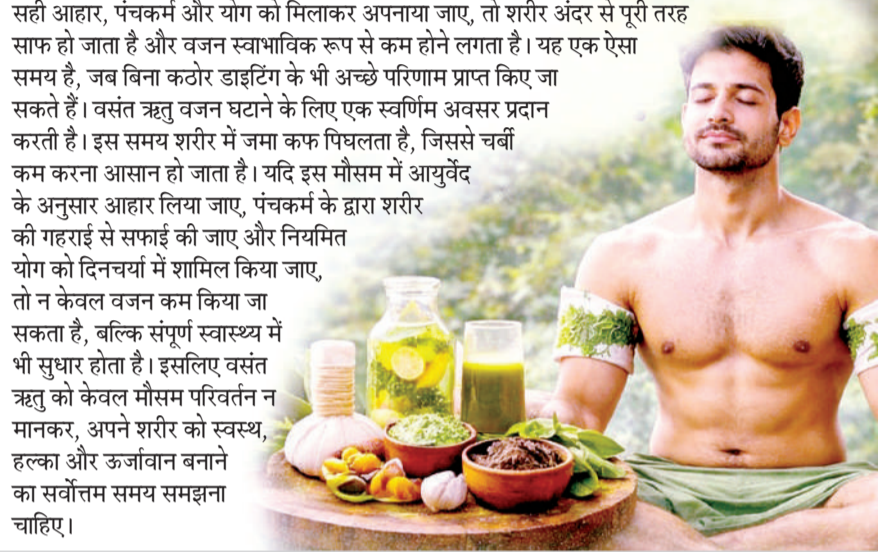 सही आहार, पंचकर्म और योग को मिलाकर अपनाया जाए, तो शरीर अंदर से पूरी तरह
साफ हो जाता है और वजन स्वाभाविक रूप से कम होने लगता है। यह एक ऐसा
समय है, जब बिना कठोर डाइटिंग के भी अच्छे परिणाम प्राप्त किए जा
सकते हैं। वसंत ऋतु वजन घटाने के लिए एक स्वर्णिम अवसर प्रदान
करती है। इस समय शरीर में जमा कफ पिघलता है, जिससे चर्बी
कम करना आसान हो जाता है। यदि इस मौसम में आयुर्वेद
के अनुसार आहार लिया जाए, पंचकर्म के द्वारा शरीर
की गहराई से सफाई की जाए और नियमित
योग को दिनचर्या में शामिल किया जाए,
तो न केवल वजन कम किया जा
सकता है, बल्कि संपूर्ण स्वास्थ्य में
भी सुधार होता है। इसलिए वसंत
ऋतु को केवल मौसम परिवर्तन न
मानकर, अपने शरीर को स्वस्थ,
हल्का और ऊर्जावान बनाने
का सर्वोत्तम समय समझना
चाहिए।